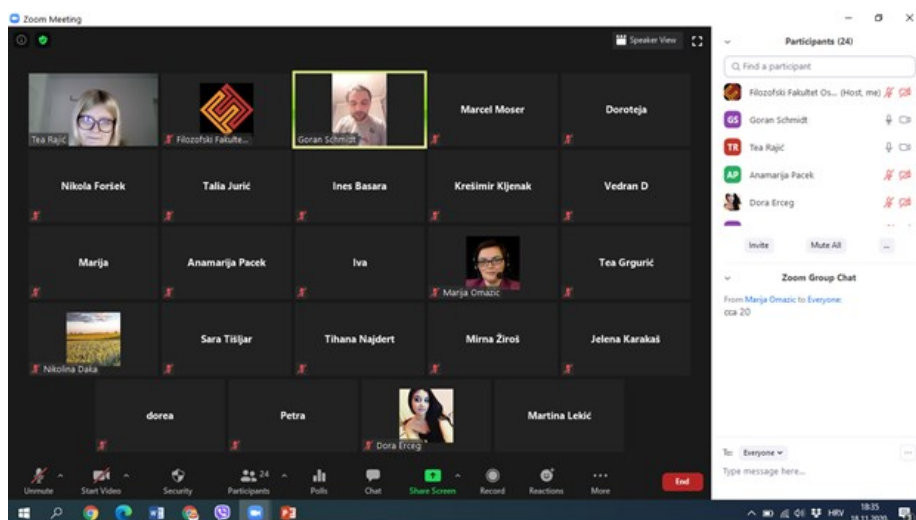 Zoom Meeting
Speaker View
Tea Rajić
Filozofski Fakulte...
Goran Schmidt
Marcel Moser
Doroteja
Nikola Foršek
Talia Jurić
Ines Basara
Krešimir Kljenak
Vedran D
Marija
Anamarija Pacek
Iva
Marija Omazic
Tea Grgurić
Nikolina Daka
Sara Tišljar
Tihana Najdert
Mirna Žiroš
Jelena Karakaš
dorea
Petra
Dora Erceg
Martina Lekić
Unmute
Start Video
Security
24
Participants
Polls
Chat
Share Screen
Record
Reactions
More
End
Participants (24)
Find a participant
Filozofski Fakultet Os... (Host, me)
GS Goran Schmidt
TR Tea Rajić
AP Anamarija Pacek
Dora Erceg
Invite Mute All ...
Zoom Group Chat
From Marija Omazic to Everyone:
cca 20
To: Everyone
Type message here...
HRV
18:35
18.11.2020.